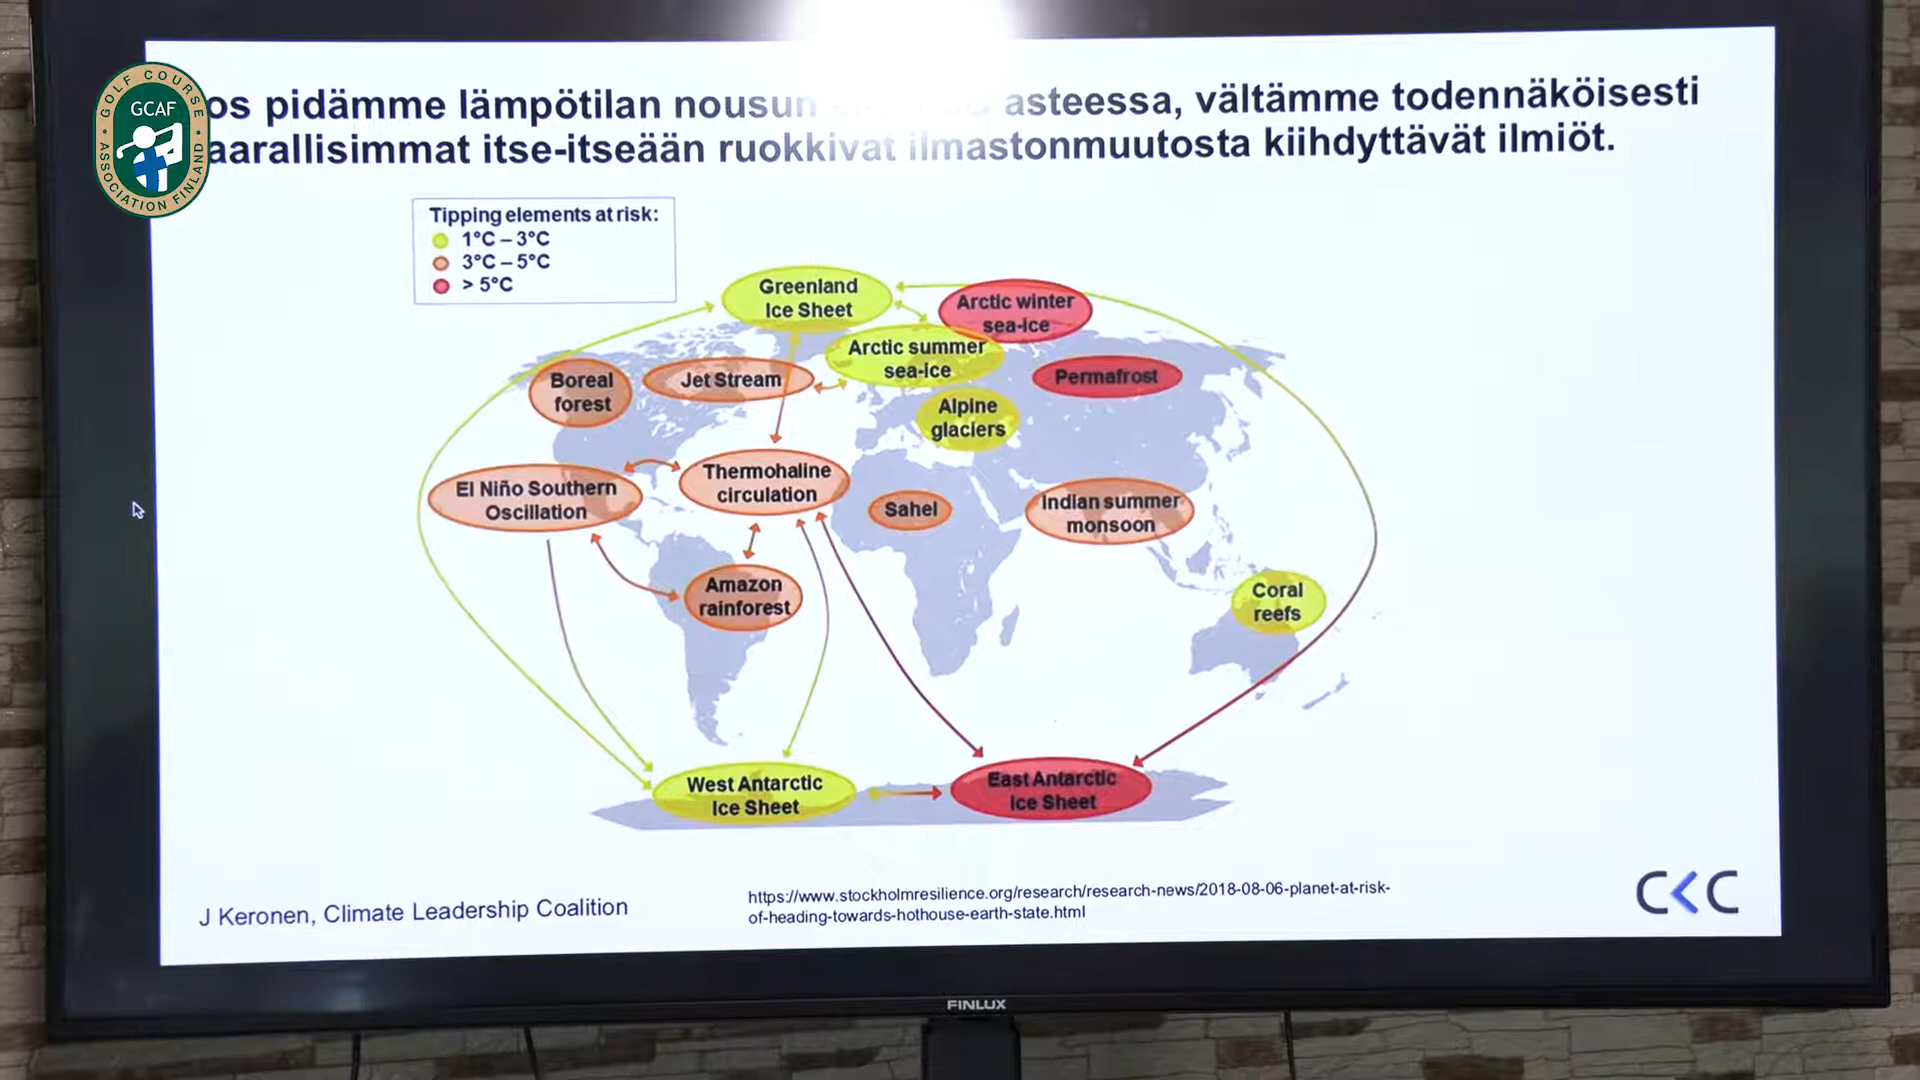 GOLF COURSE
GCAF
ASSOCIATION FINLAND
os pidämme lämpötilan nousun asteessa, vältämme todennäköisesti
aarallisimmat itse-itseään ruokkivat ilmastonmuutosta kiihdyttävät ilmiöt.
Tipping elements at risk:
1°C – 3°C
3°C – 5°C
> 5°C
Greenland
Ice Sheet
Arctic winter
sea-ice
Arctic summer
sea-ice
Boreal
forest
Jet Stream
Permafrost
Alpine
glaciers
Thermohaline
circulation
El Niño Southern
Oscillation
Sahel
Indian summer
monsoon
Amazon
rainforest
Coral
reefs
West Antarctic
Ice Sheet
East Antarctic
Ice Sheet
J Keronen, Climate Leadership Coalition
https://www.stockholmresilience.org/research/research-news/2018-08-06-planet-at-risk-
of-heading-towards-hothouse-earth-state.html
C<C
FINLUX